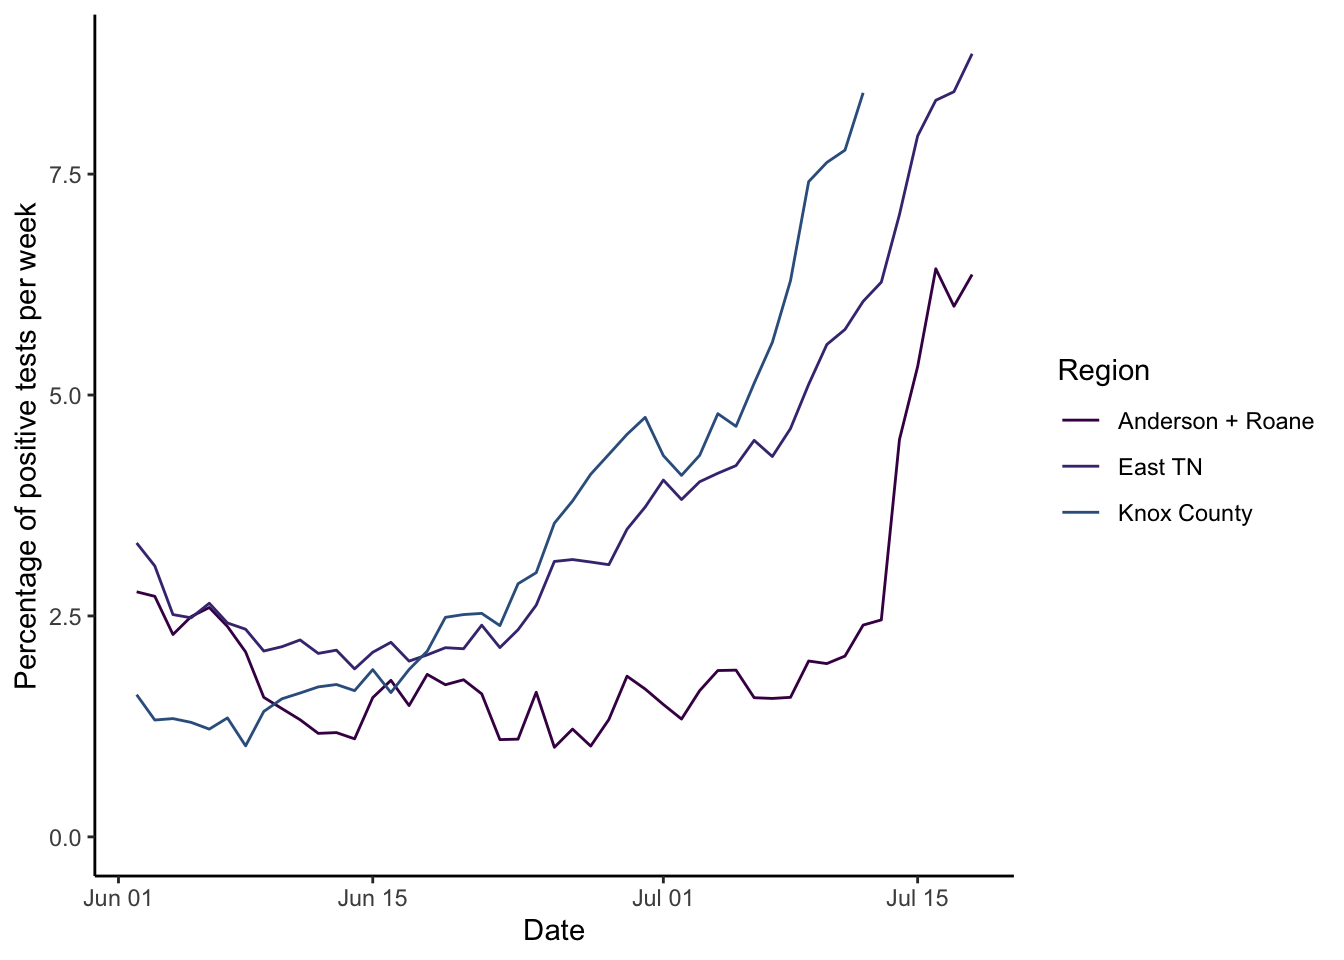 Percentage of positive tests per week
7.5
5.0
2.5
0.0
Jun 01
Jun 15
Jul 01
Jul 15
Date
Region
Anderson + Roane
East TN
Knox County